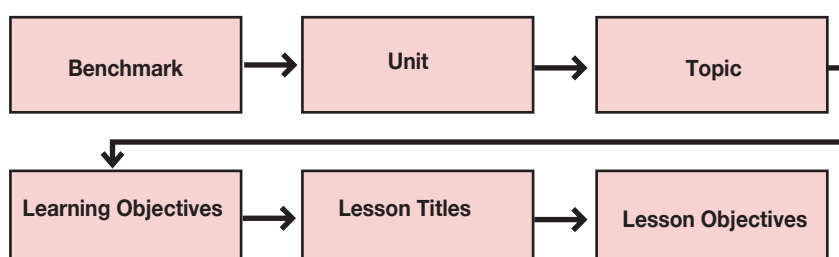 Benchmark
Unit
Topic
Learning Objectives
Lesson Titles
Lesson Objectives